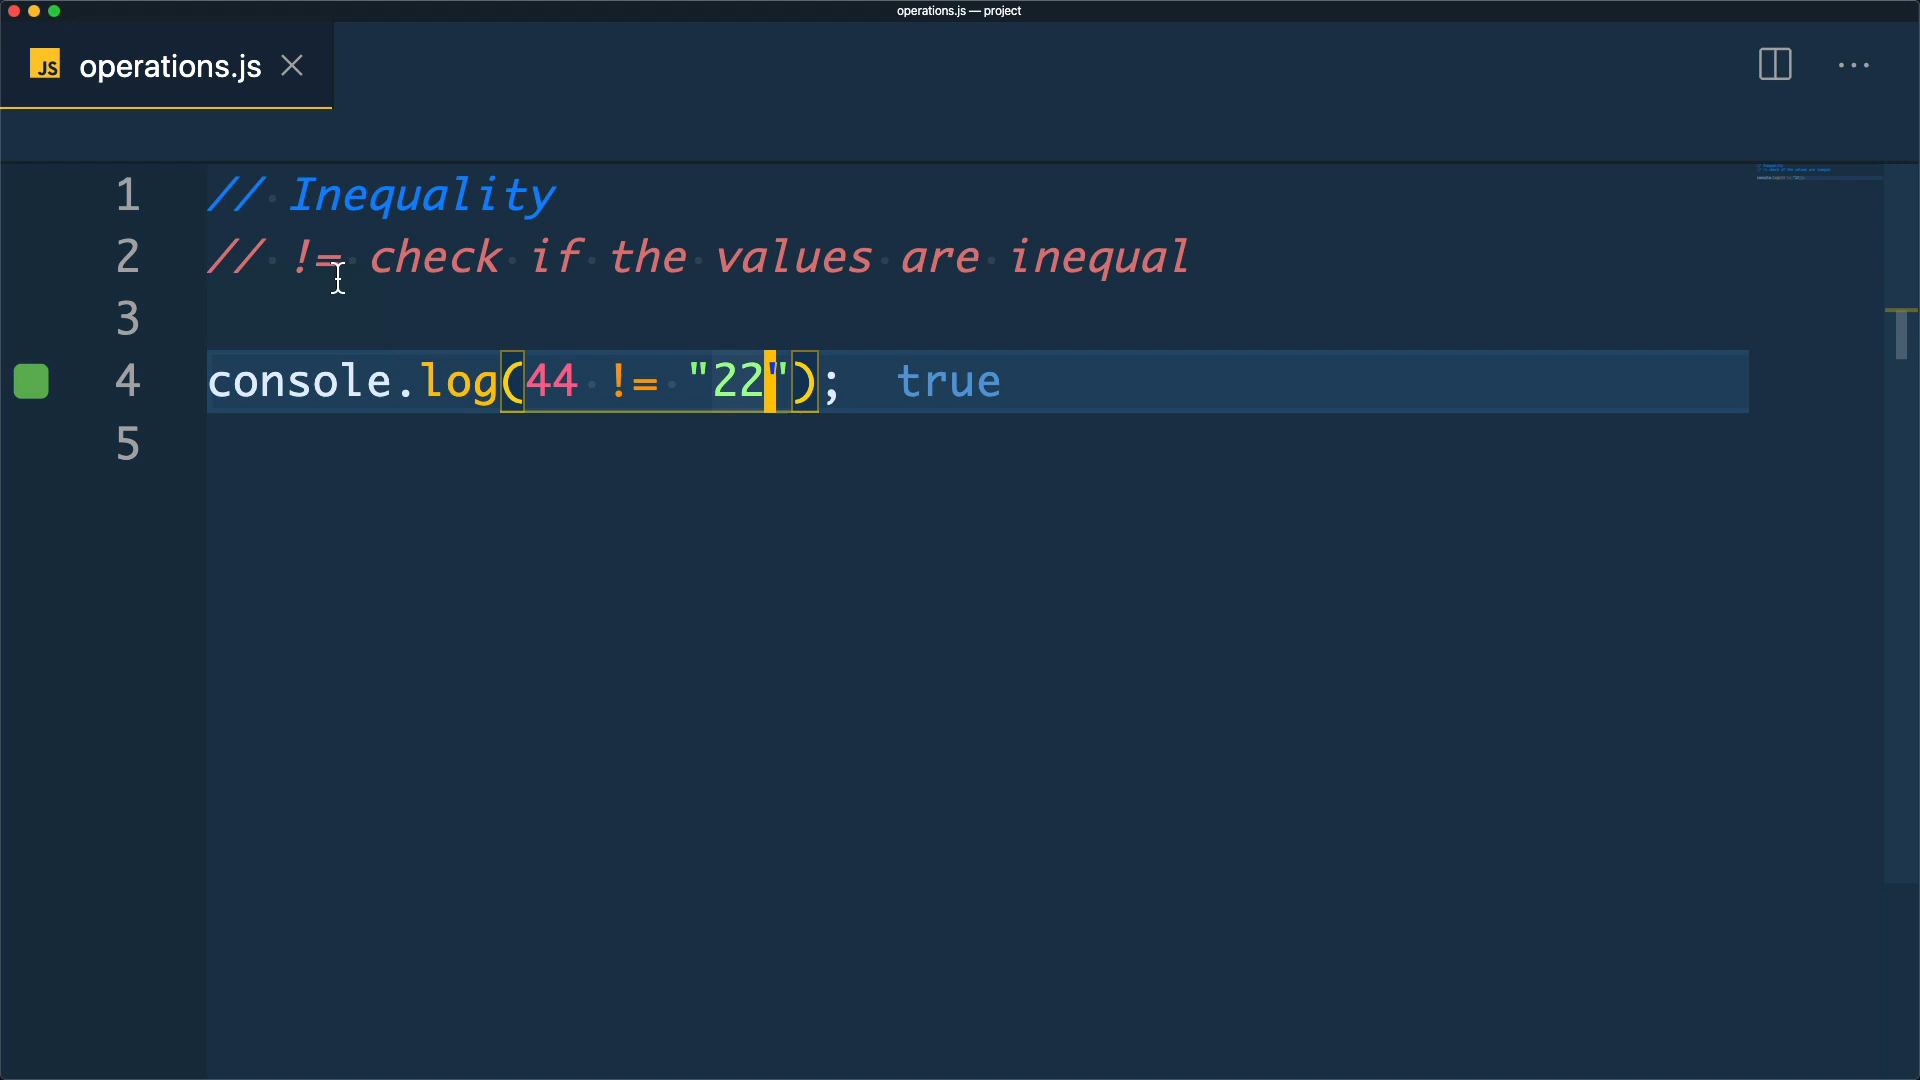 operations.js — project
JS operations.js
1 // Inequality
2 // != check if the values are inequal
3
4 console.log(44 != "22"); true
5